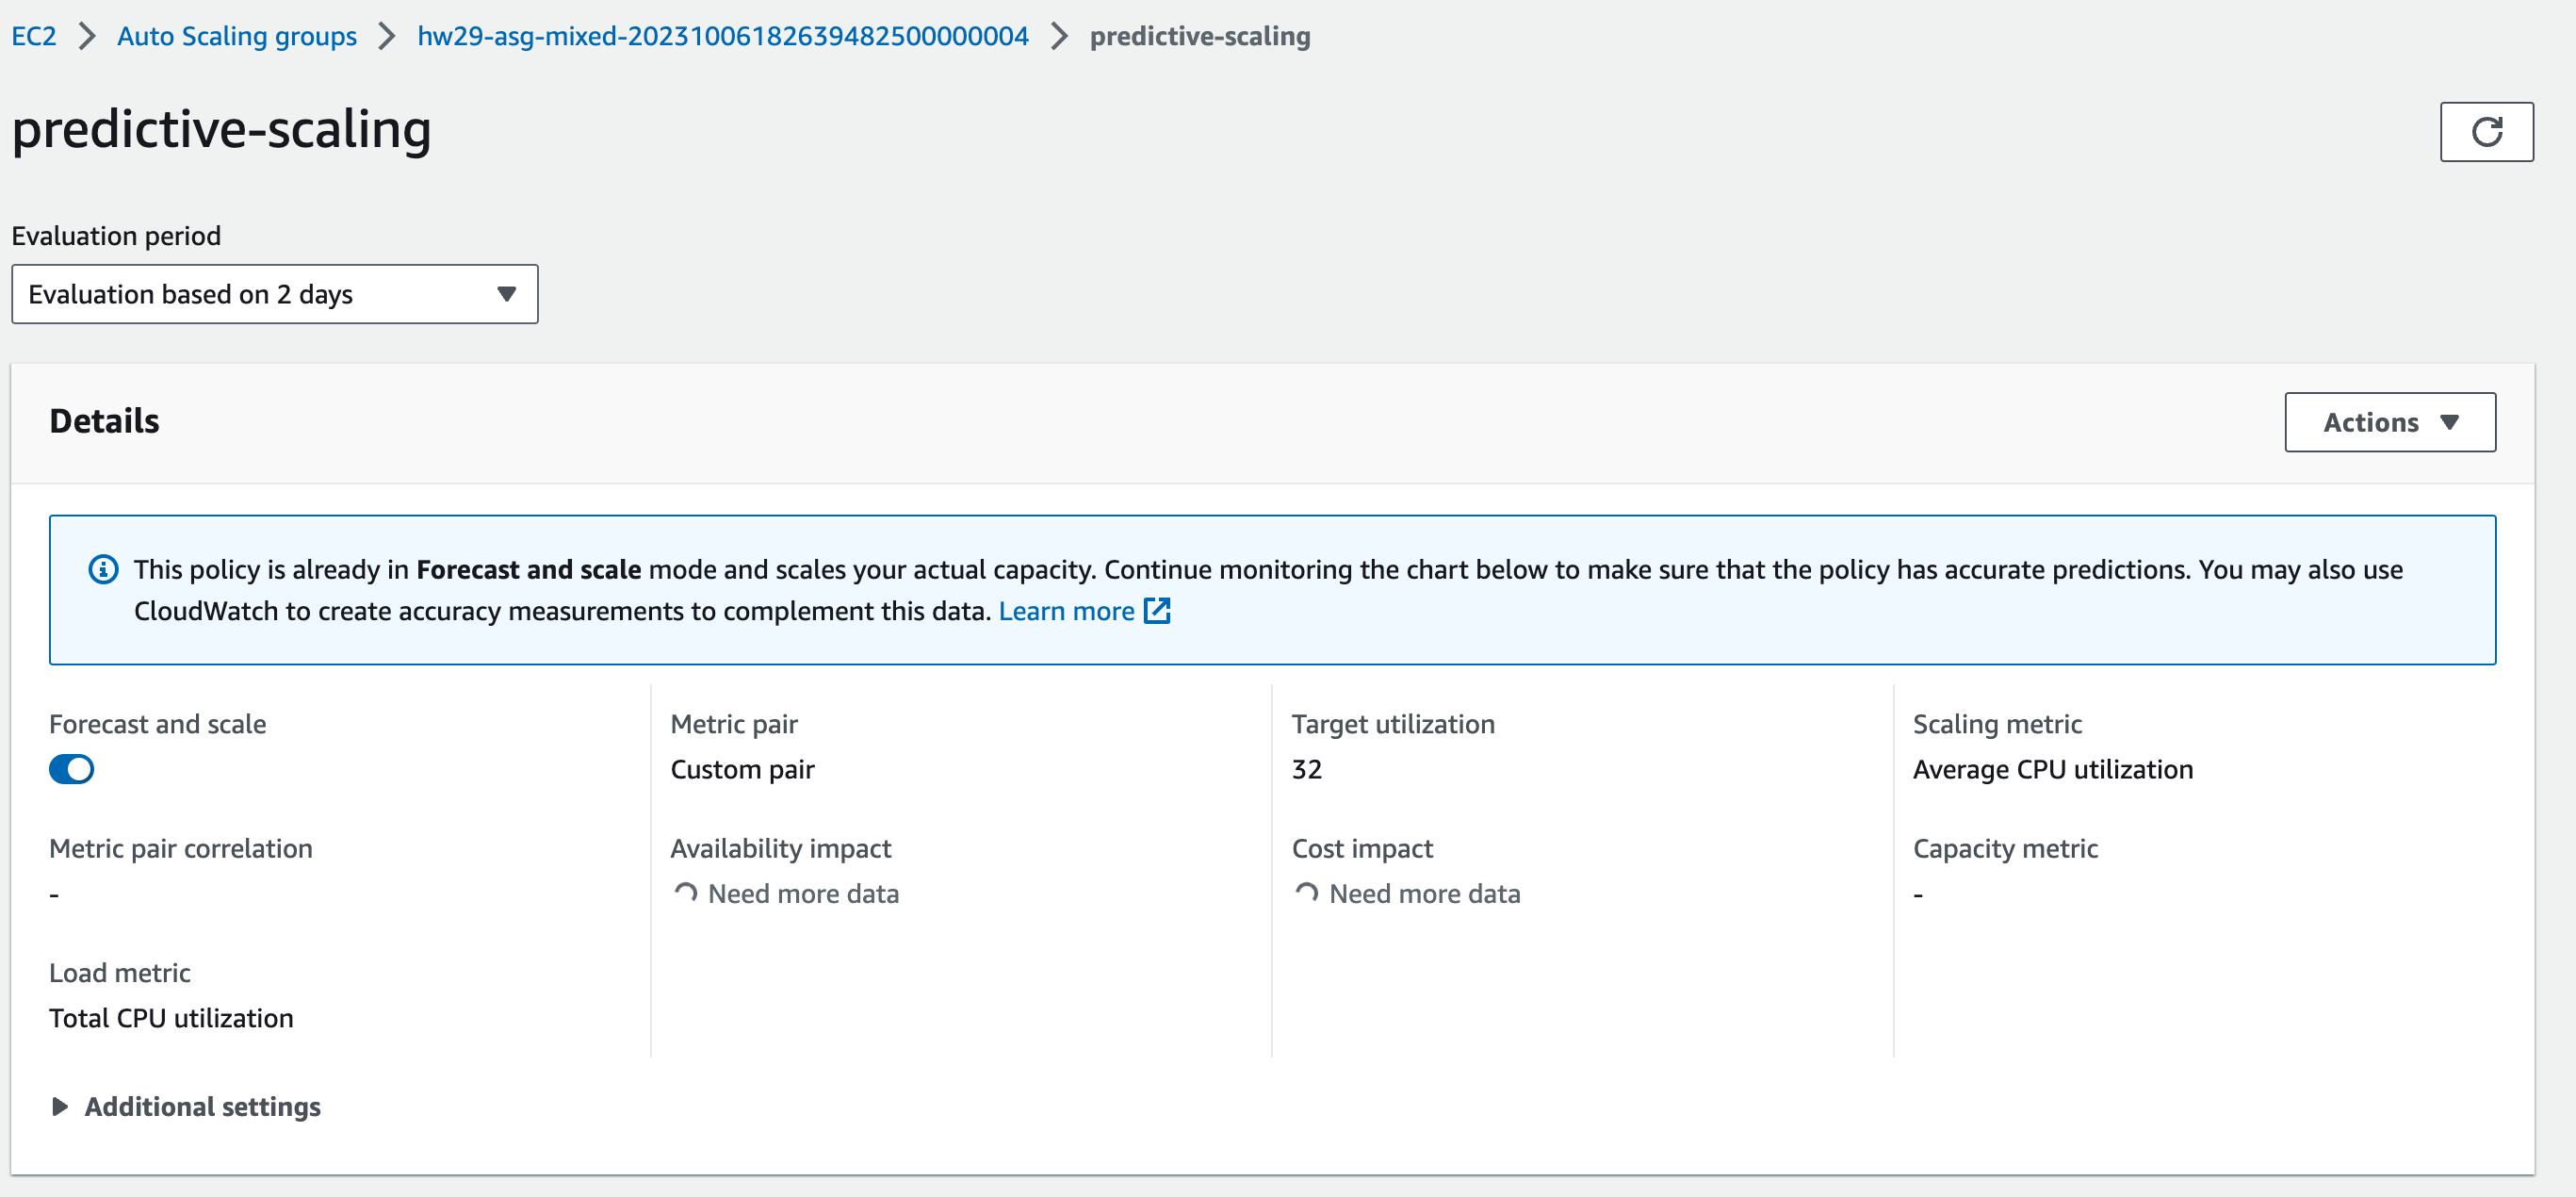 EC2 > Auto Scaling groups > hw29-asg-mixed-20231006182639482500000004 > predictive-scaling
predictive-scaling
Evaluation period
Evaluation based on 2 days
Details
Actions
This policy is already in Forecast and scale mode and scales your actual capacity. Continue monitoring the chart below to make sure that the policy has accurate predictions. You may also use
CloudWatch to create accuracy measurements to complement this data. Learn more
Forecast and scale
Metric pair
Custom pair
Target utilization
32
Scaling metric
Average CPU utilization
Metric pair correlation
-
Availability impact
Need more data
Cost impact
Need more data
Capacity metric
-
Load metric
Total CPU utilization
Additional settings